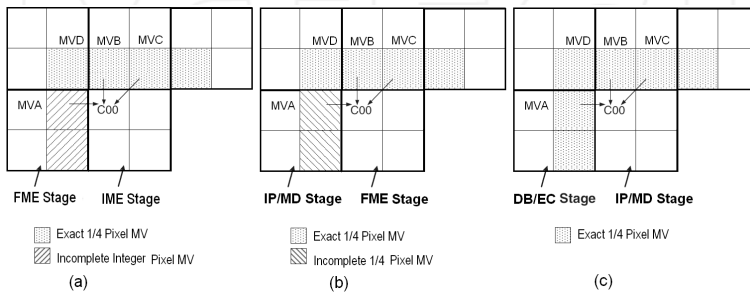 MVD MVB MVC
MVA C00
FME Stage IME Stage
Exact 1/4 Pixel MV
Incomplete Integer Pixel MV
(a)
MVD MVB MVC
MVA C00
IP/MD Stage FME Stage
Exact 1/4 Pixel MV
Incomplete 1/4 Pixel MV
(b)
MVD MVB MVC
MVA C00
DB/EC Stage IP/MD Stage
Exact 1/4 Pixel MV
(c)